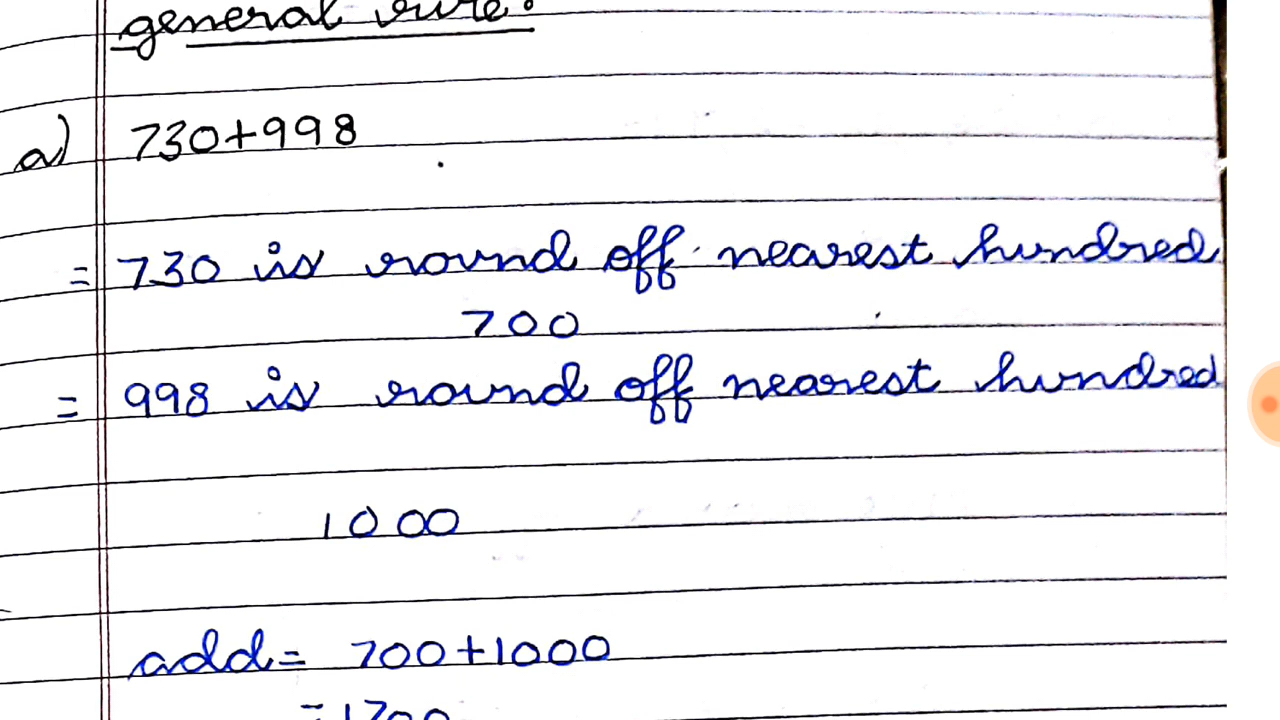 general rule:
a) 730+998
= 730 is round off nearest hundred
700
= 998 is round off nearest hundred
1000
add= 700+1000
=1700